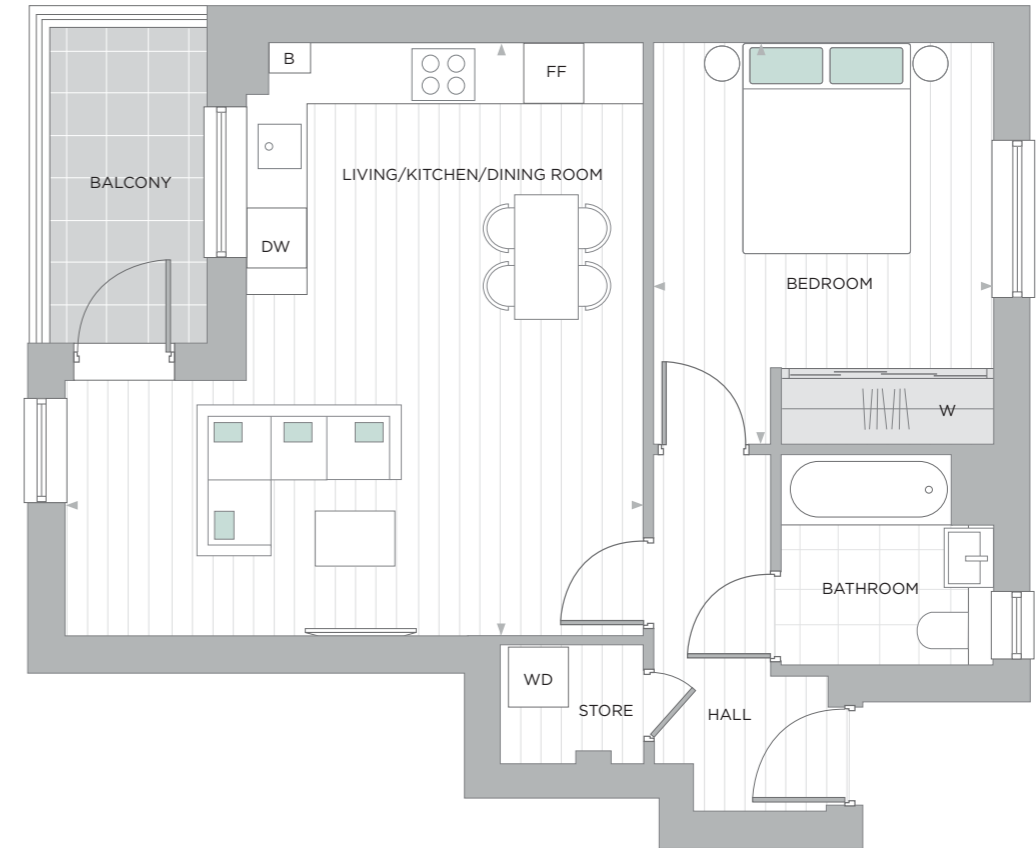 B
FF
LIVING/KITCHEN/DINING ROOM
BALCONY
DW
BEDROOM
W
BATHROOM
WD
STORE
HALL